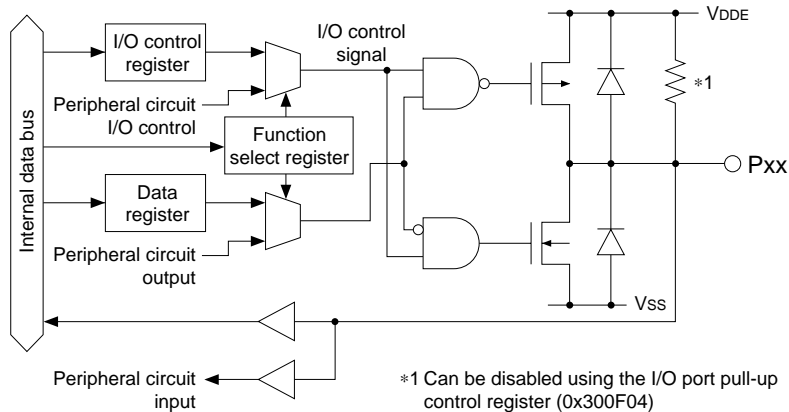 I/O control
register
I/O control
signal
VDDE
*1
Peripheral circuit
I/O control
Function
select register
Internal data bus
Pxx
Data
register
Peripheral circuit
output
VSS
Peripheral circuit
input
*1 Can be disabled using the I/O port pull-up
control register (0x300F04)